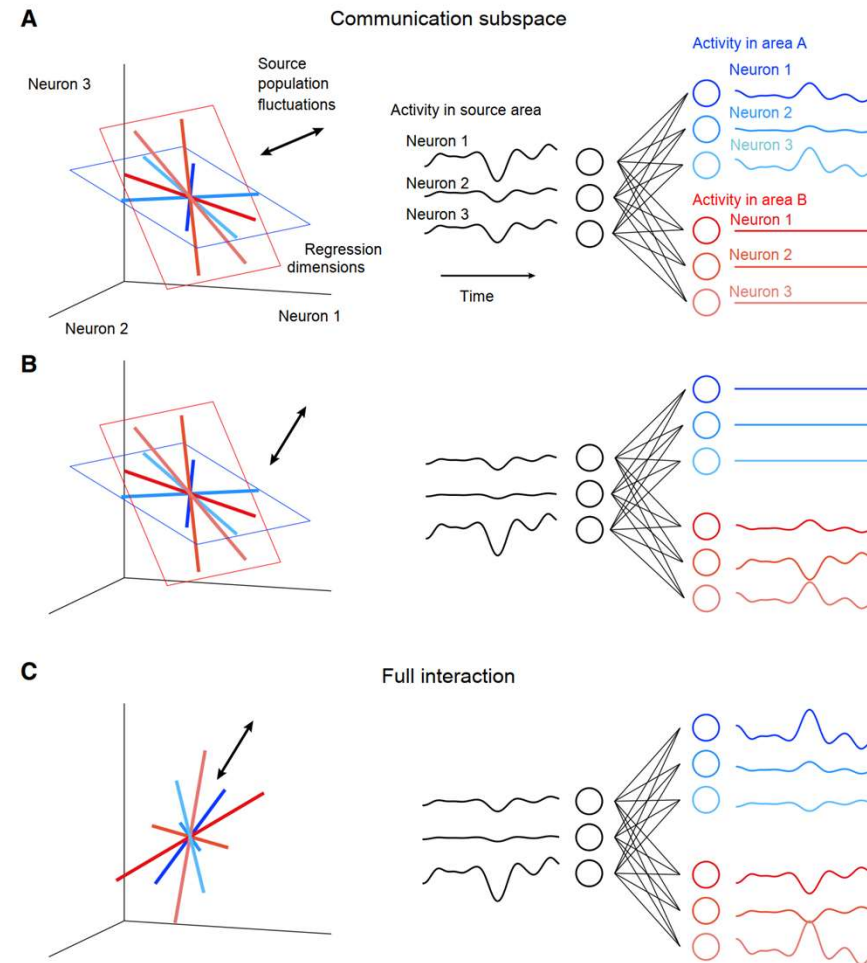 A
Communication subspace
Neuron 3
Source
population
fluctuations
Regression
dimensions
Neuron 2
Neuron 1
Activity in source area
Neuron 1
Neuron 2
Neuron 3
Time
Activity in area A
Neuron 1
Neuron 2
Neuron 3
Activity in area B
Neuron 1
Neuron 2
Neuron 3
B
C
Full interaction